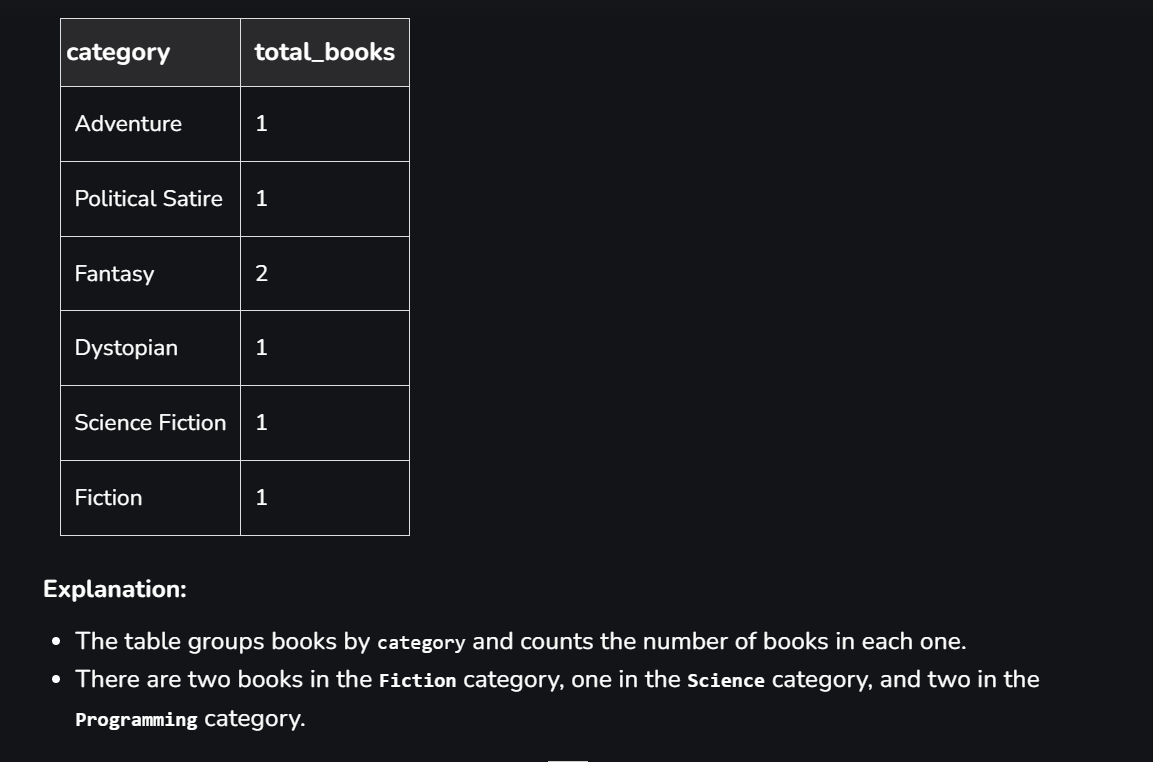 category total_books
Adventure 1
Political Satire 1
Fantasy 2
Dystopian 1
Science Fiction 1
Fiction 1
Explanation:
• The table groups books by category and counts the number of books in each one.
• There are two books in the Fiction category, one in the Science category, and two in the
Programming category.